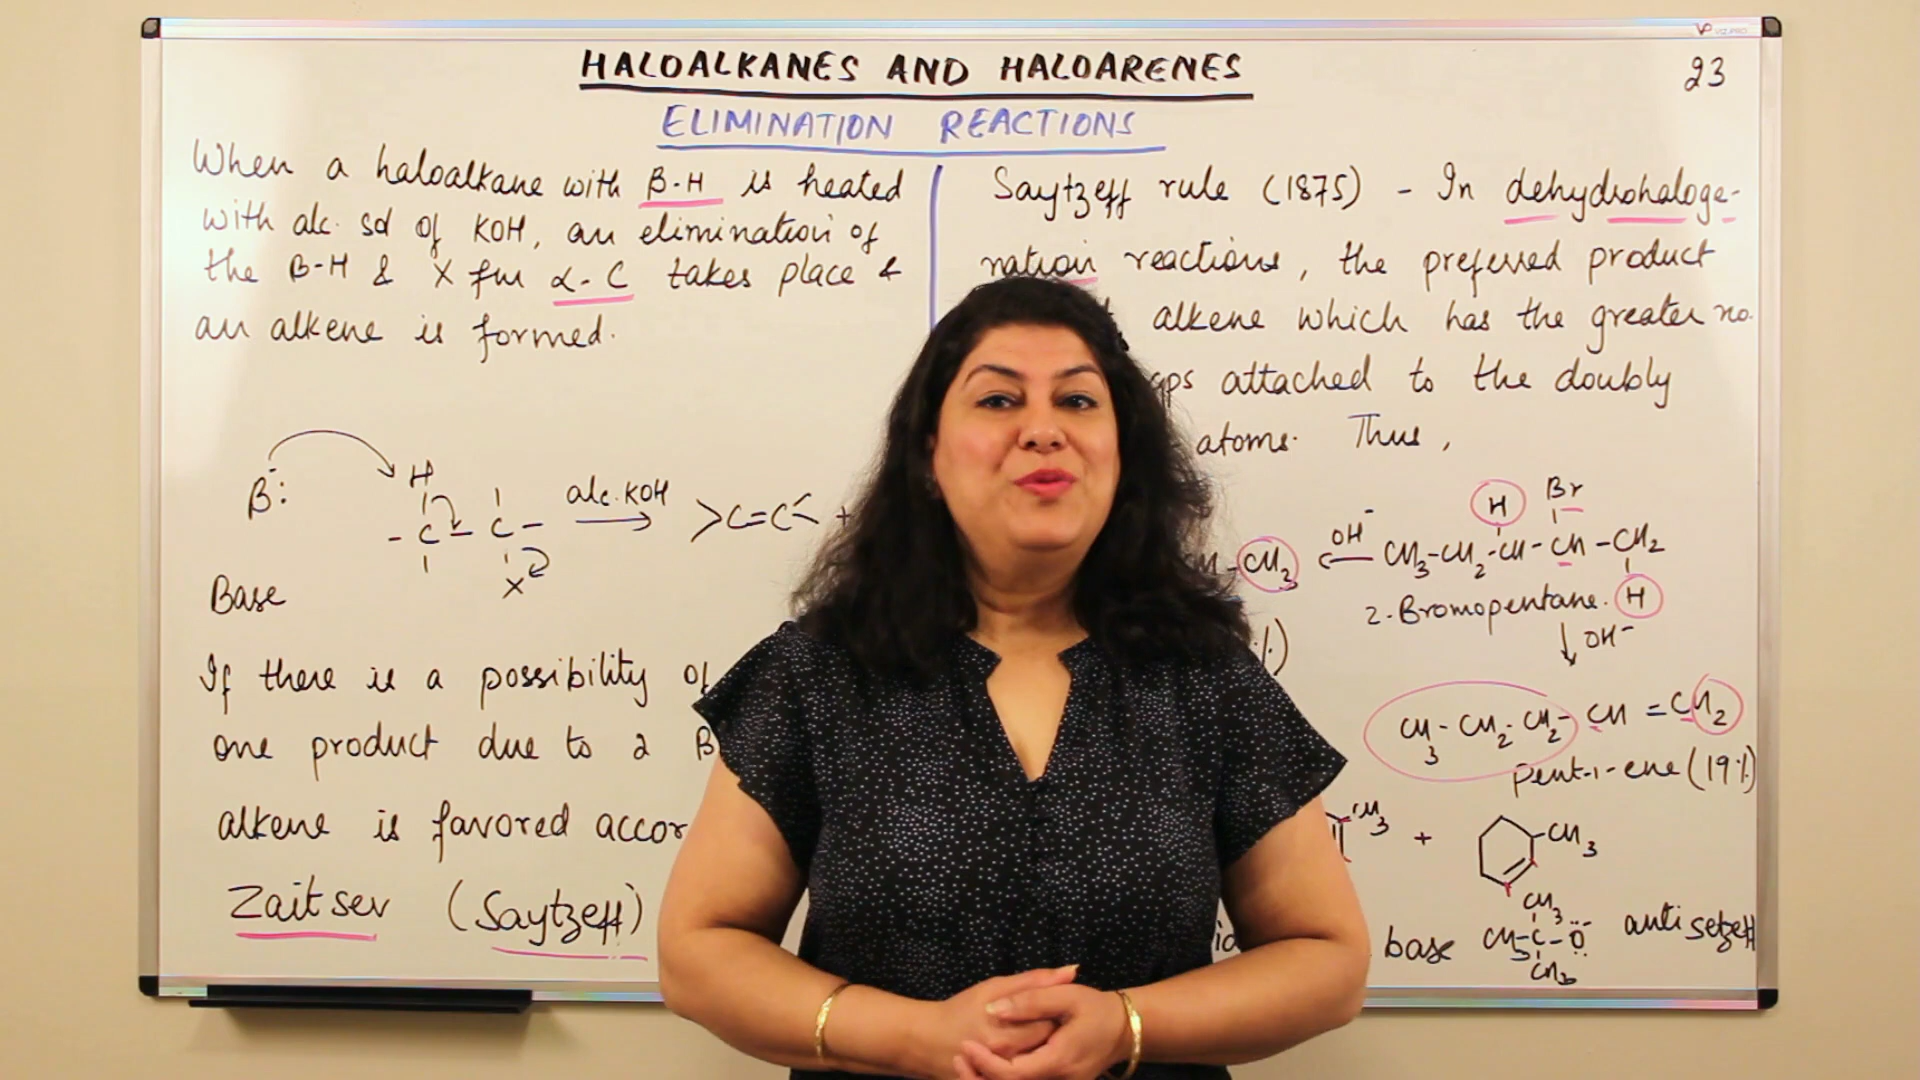 HALOALKANES AND HALOARENES
23
ELIMINATION REACTIONS
When a haloalkane with β-H is heated
with alc. sol of KOH, an elimination of
the β-H & X fm α-C takes place &
an alkene is formed.
B:⁻
H
-C-C-
X
alc. KOH
>C=C< +
Base
If there is a possibility of
one product due to 2 β
alkene is favored accor
Zaitsev (Saytzeff)
Saytzeff rule (1875) - In dehydrohaloge-
nation reactions, the preferred product
alkene which has the greater no.
gps attached to the doubly
atoms. Thus,
H Br
CH₃ OH⁻ CH₃-CH₂-CH-CH-CH₂
2-Bromopentane. H
%)
↓ OH⁻
CH₃-CH₂-CH₂-CH=CH₂
pent-1-ene (19%)
CH₃ + CH₃
CH₃
base CH₃-C-O⁻ anti setzeff
CH₃